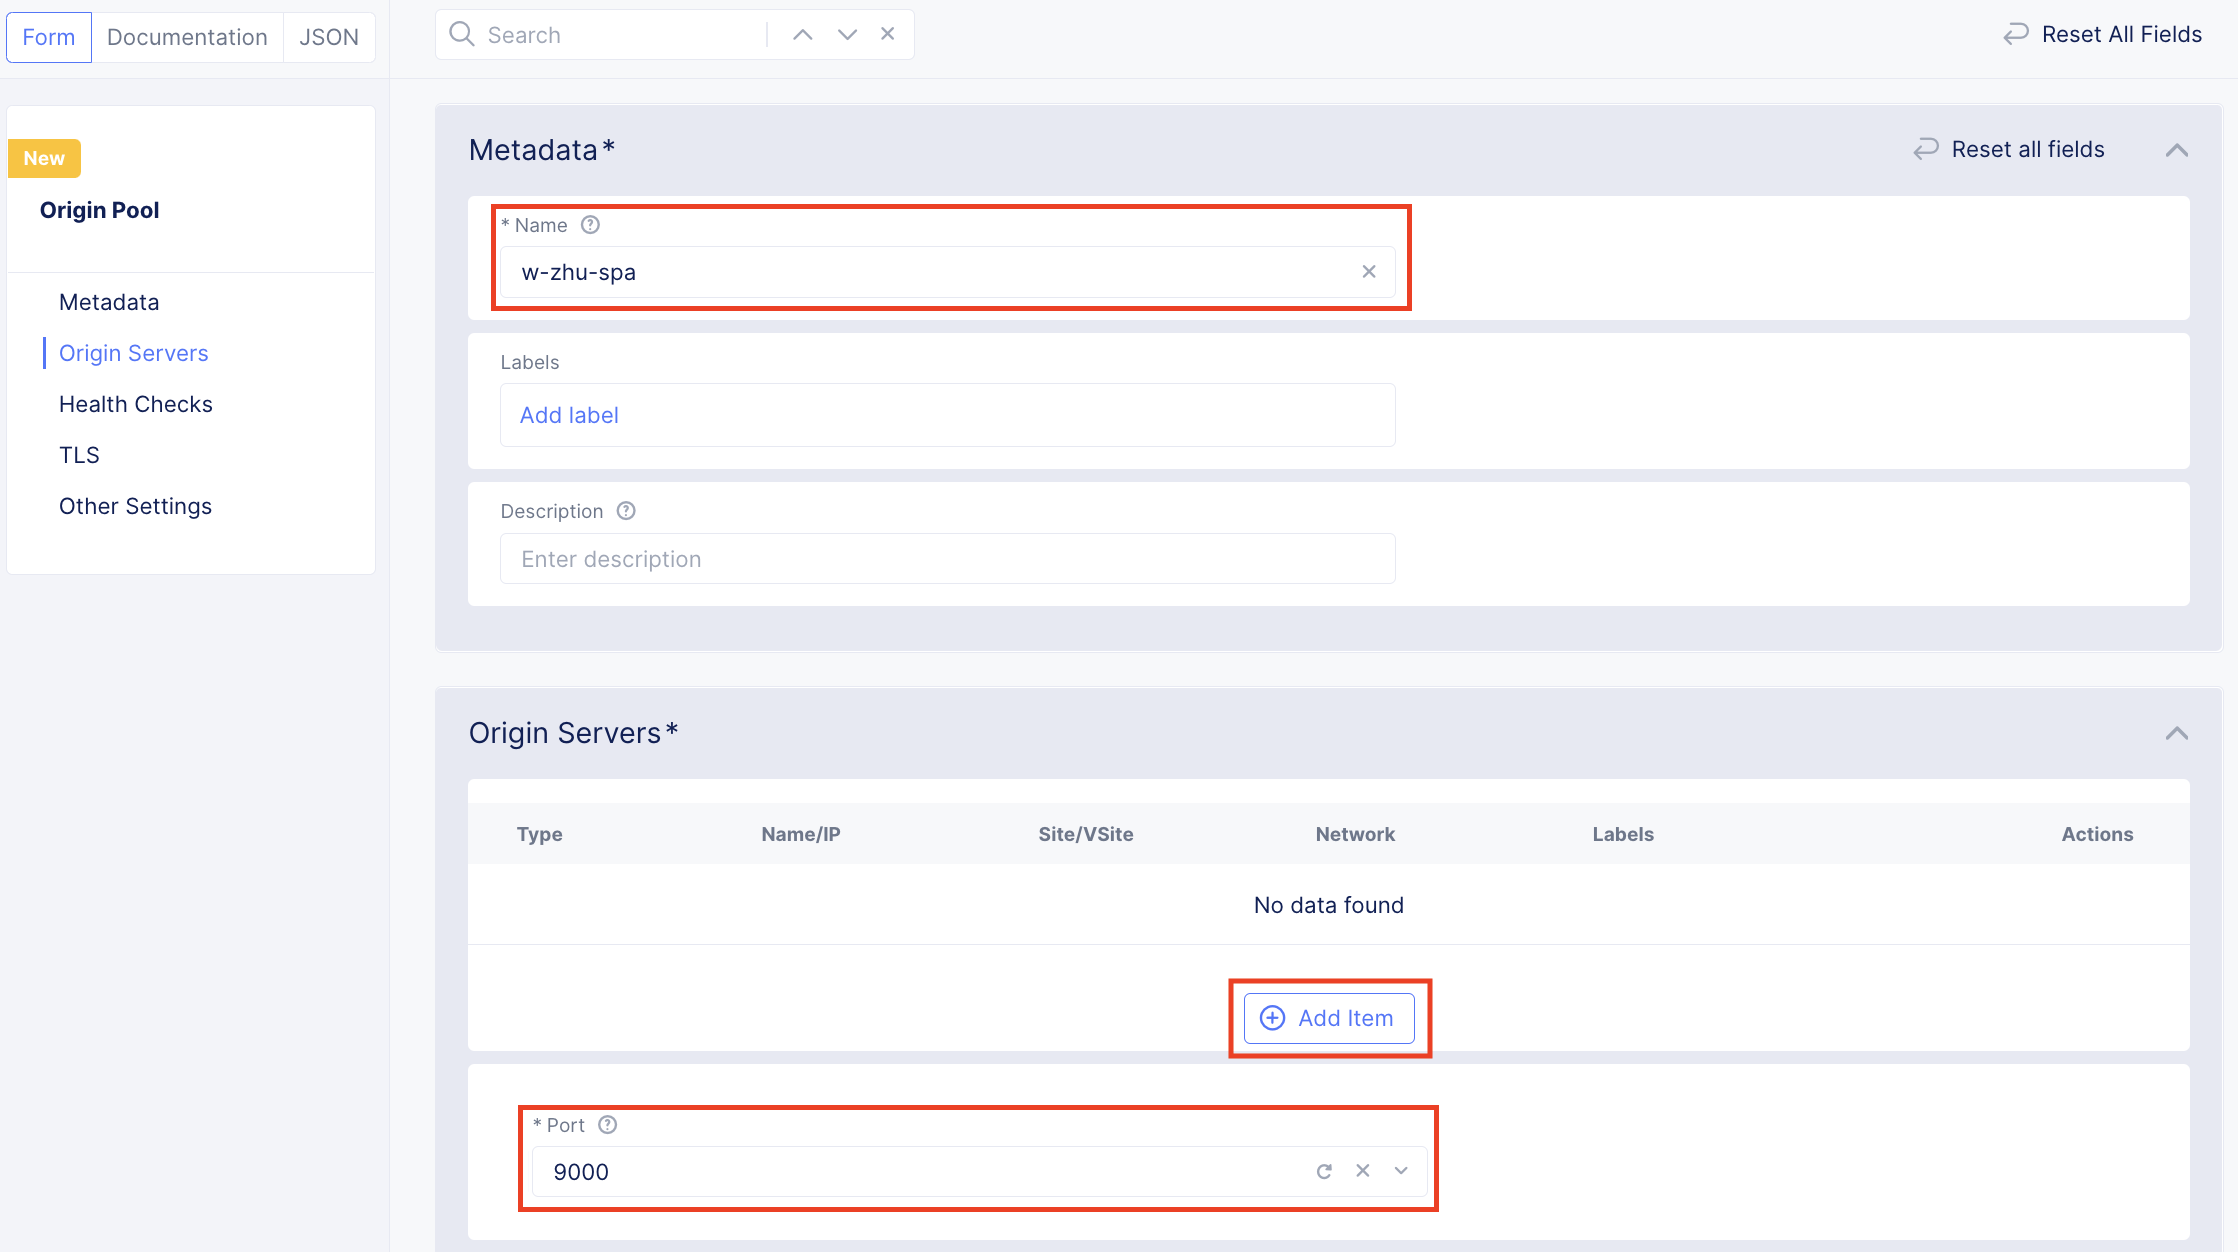 Form Documentation JSON
Search
Reset All Fields
New
Origin Pool
Metadata
Origin Servers
Health Checks
TLS
Other Settings
Metadata*
Reset all fields
* Name
w-zhu-spa
Labels
Add label
Description
Enter description
Origin Servers*
Type Name/IP Site/VSite Network Labels Actions
No data found
Add Item
* Port
9000